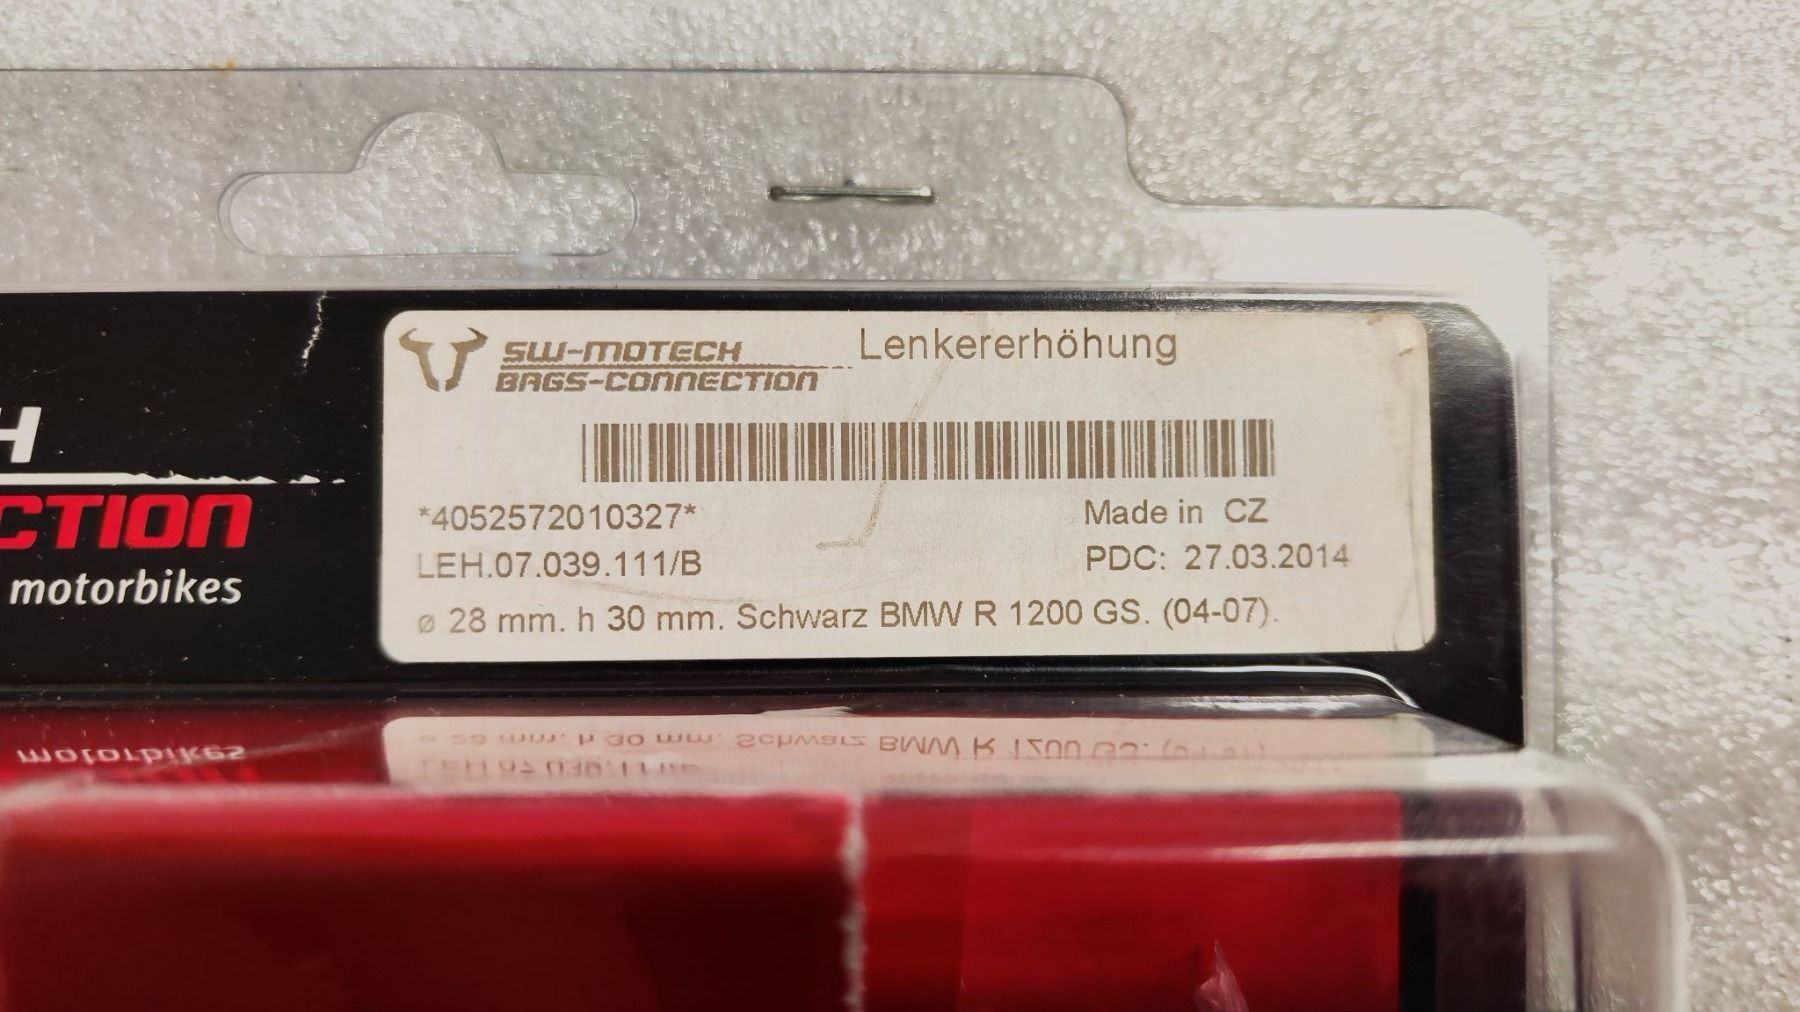 SW-MOTECH
BAGS-CONNECTION
Lenkererhöhung
*4052572010327*
Made in CZ
LEH.07.039.111/B
PDC: 27.03.2014
ø 28 mm. h 30 mm. Schwarz BMW R 1200 GS. (04-07).
H
CTION
motorbikes